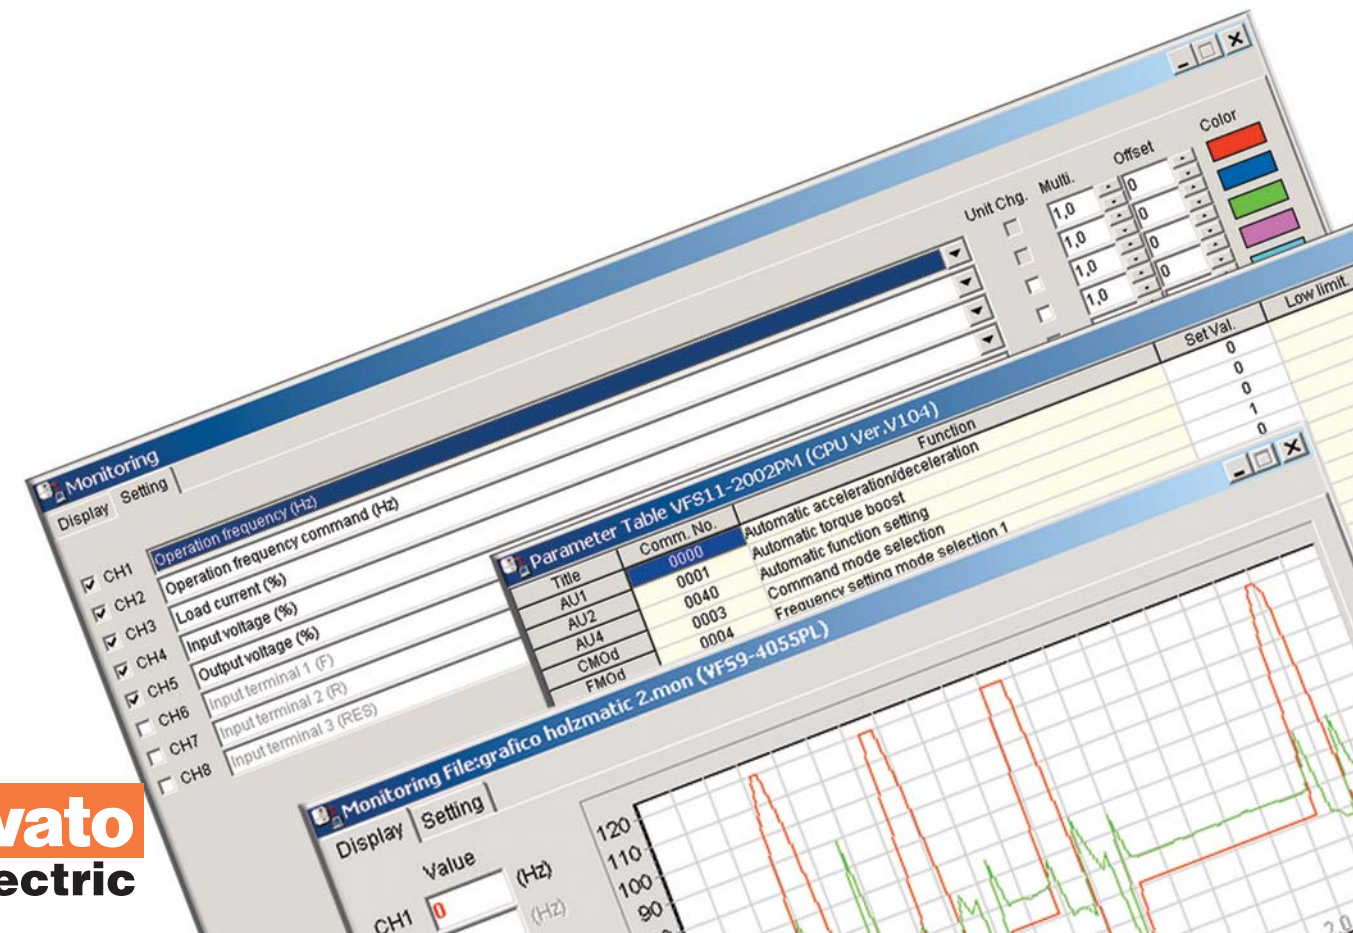 Color
Offset
Multi.
Unit Chg.
1,0 0
1,0 0
1,0 0
1,0 0
Monitoring
Display Setting
CH1 Operation frequency (Hz)
CH2 Operation frequency command (Hz)
CH3 Load current (%)
CH4 Input voltage (%)
CH5 Output voltage (%)
CH6 Input terminal 1 (F)
CH7 Input terminal 2 (R)
CH8 Input terminal 3 (RES)
Parameter Table VFS11-2002PM (CPU Ver.V104)
Title Comm. No. Function Set Val. Low limit.
AU1 0000 Automatic acceleration/deceleration 0
AU2 0001 Automatic torque boost 0
AU4 0040 Automatic function setting 0
CMOd 0003 Command mode selection 1
FMOd 0004 Frequency setting mode selection 1 0
Monitoring File:grafico holzmatic 2.mon (VFS9-4055PL)
Display Setting
Value
CH1 0 (Hz)
(Hz)
120
110
100
90
2.0
vato
ectric